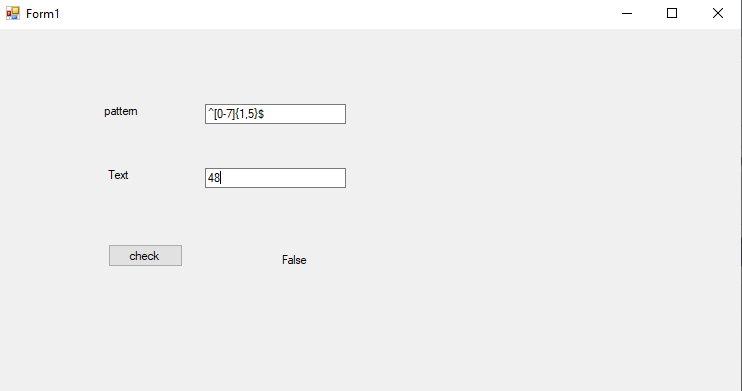 Form1
pattern ^[0-7]{1,5}$
Text 48
check False